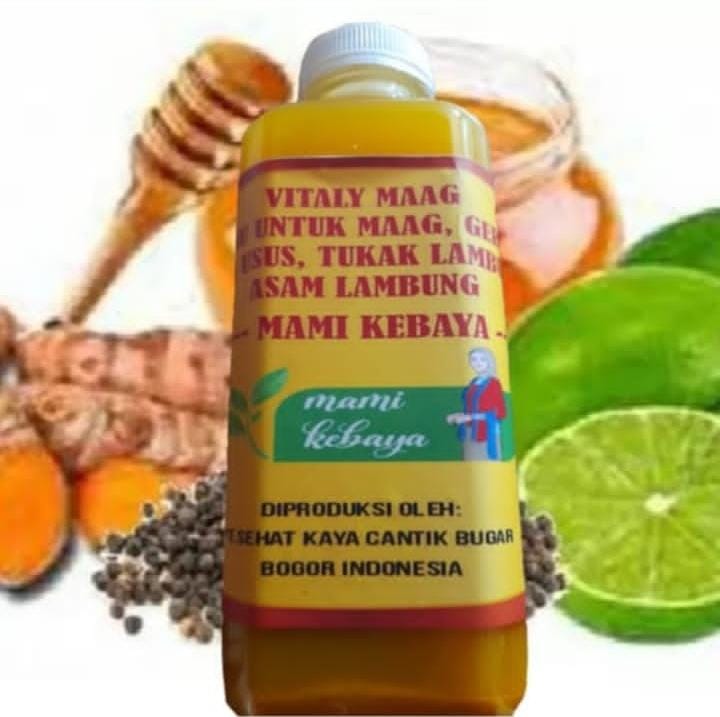 VITALY MAAG
UNTUK MAAG,
USUS, TUKAK
ASAM LAMBUNG
-- MAMI KEBAYA --
mami
kebaya
DIPRODUKSI OLEH:
SEHAT KAYA CANTIK BUGAR
BOGOR INDONESIA